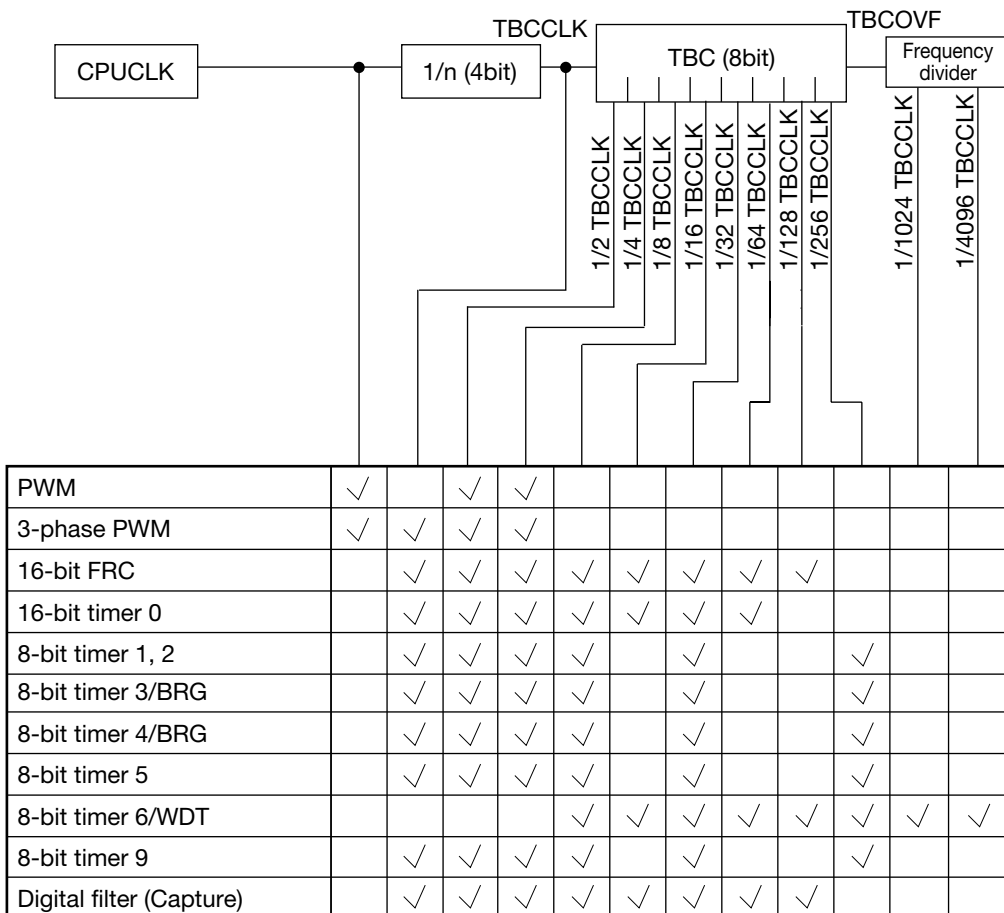 TBCCLK
TBCOVF
CPUCLK
1/n (4bit)
TBC (8bit)
Frequency
divider
1/2 TBCCLK
1/4 TBCCLK
1/8 TBCCLK
1/16 TBCCLK
1/32 TBCCLK
1/64 TBCCLK
1/128 TBCCLK
1/256 TBCCLK
1/1024 TBCCLK
1/4096 TBCCLK
PWM √ √ √
3-phase PWM √ √ √ √
16-bit FRC √ √ √ √ √ √ √ √
16-bit timer 0 √ √ √ √ √ √ √
8-bit timer 1, 2 √ √ √ √ √ √
8-bit timer 3/BRG √ √ √ √ √ √
8-bit timer 4/BRG √ √ √ √ √ √
8-bit timer 5 √ √ √ √ √ √
8-bit timer 6/WDT √ √ √ √ √ √ √ √
8-bit timer 9 √ √ √ √ √ √
Digital filter (Capture) √ √ √ √ √ √ √ √